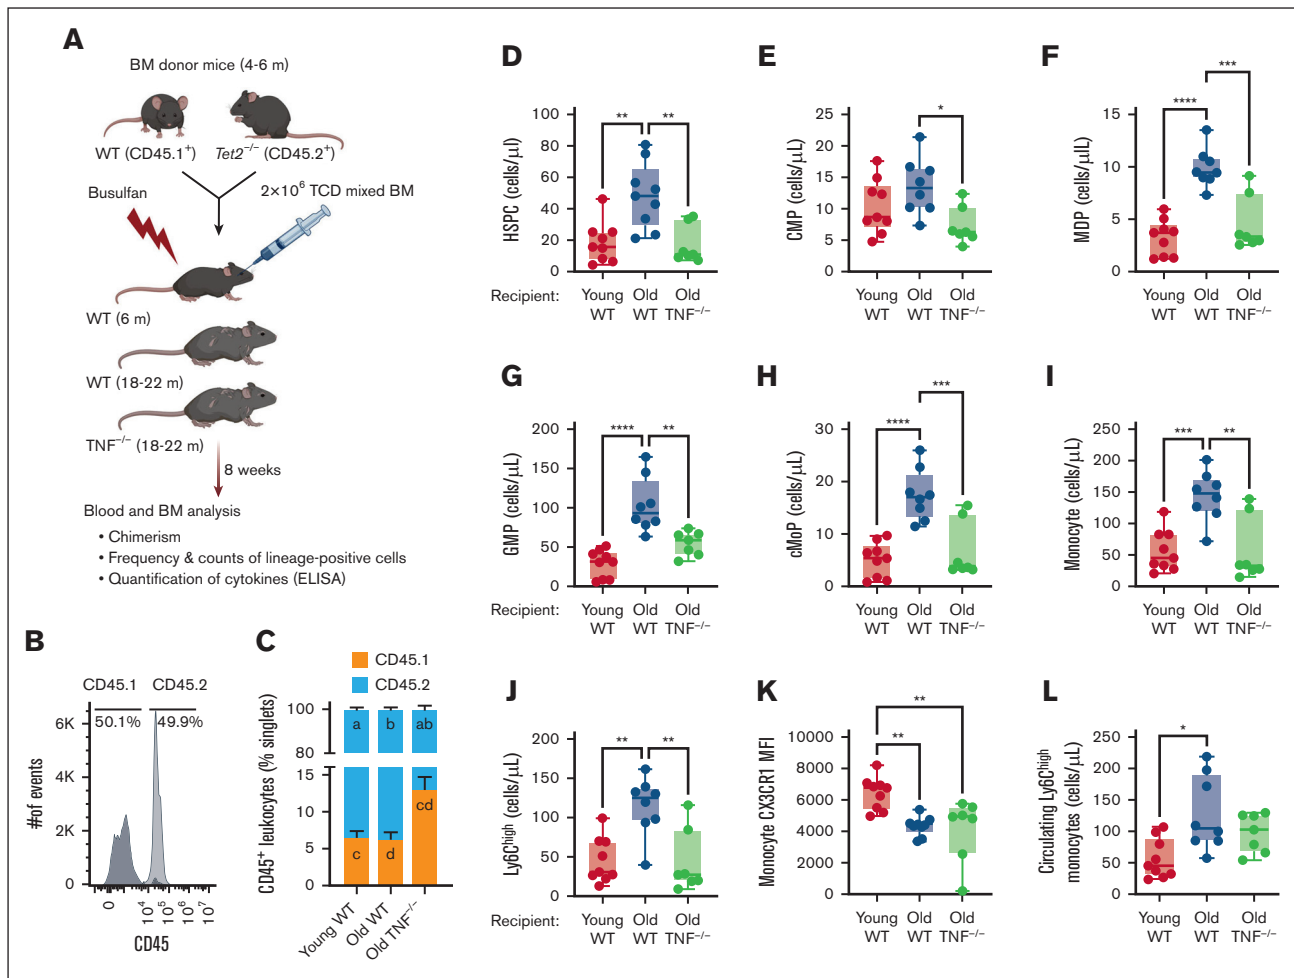 A
BM donor mice (4-6 m)
WT (CD45.1+)
Tet2–/– (CD45.2+)
Busulfan
2×10⁶ TCD mixed BM
WT (6 m)
WT (18-22 m)
TNF–/– (18-22 m)
8 weeks
Blood and BM analysis
• Chimerism
• Frequency & counts of lineage-positive cells
• Quantification of cytokines (ELISA)
B
CD45.1 CD45.2
50.1% 49.9%
6K
4K
2K
0
#of events
0 10⁴ 10⁵ 10⁶ 10⁷
CD45
C
CD45.1
CD45.2
CD45+ leukocytes (% singlets)
100
80
15
10
5
0
a b ab
c d cd
Young WT
Old WT
Old TNF–/–
D
HSPC (cells/μl)
100
80
60
40
20
0
** **
Recipient: Young WT Old WT Old TNF–/–
E
CMP (cells/μL)
25
20
15
10
5
0
*
Young WT Old WT Old TNF–/–
F
MDP (cells/μlL)
15
10
5
0
**** ***
Young WT Old WT Old TNF–/–
G
GMP (cells/μL)
200
150
100
50
0
**** **
Recipient: Young WT Old WT Old TNF–/–
H
cMoP (cells/μL)
30
20
10
0
**** ***
Young WT Old WT Old TNF–/–
I
Monocyte (cells/μL)
250
200
150
100
50
0
*** **
Young WT Old WT Old TNF–/–
J
Ly6Chigh (cells/μL)
200
150
100
50
0
** **
Recipient: Young WT Old WT Old TNF–/–
K
Monocyte CX3CR1 MFI
10000
8000
6000
4000
2000
0
** **
Young WT Old WT Old TNF–/–
L
Circulating Ly6Chigh
monocytes (cells/μL)
250
200
150
100
50
0
*
Young WT Old WT Old TNF–/–